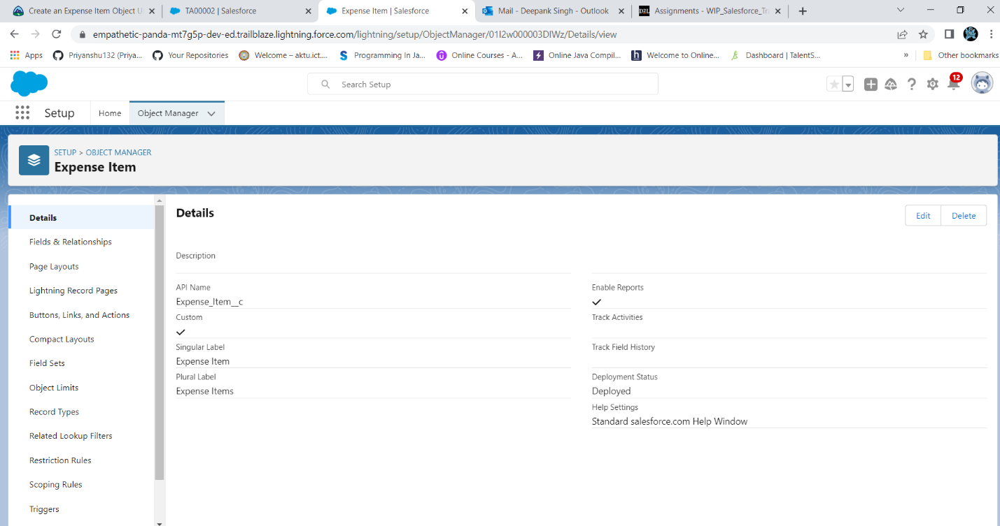 Create an Expense Item Object U
TA00002 | Salesforce
Expense Item | Salesforce
Mail - Deepank Singh - Outlook
D2L
Assignments - WIP_Salesforce_Tra
empathetic-panda-mt7g5p-dev-ed.trailblaze.lightning.force.com/lightning/setup/ObjectManager/01I2w000003DIWz/Details/view
Apps
Priyanshu132 (Priya...
Your Repositories
Welcome – aktu.ict....
Programming In Ja...
Online Courses - A...
Online Java Compil...
Welcome to Online...
Dashboard | TalentS...
»
Other bookmarks
Search Setup
12
Setup
Home
Object Manager
SETUP > OBJECT MANAGER
Expense Item
Details
Fields & Relationships
Page Layouts
Lightning Record Pages
Buttons, Links, and Actions
Compact Layouts
Field Sets
Object Limits
Record Types
Related Lookup Filters
Restriction Rules
Scoping Rules
Triggers
Details
Edit
Delete
Description
API Name
Expense_Item__c
Custom
Singular Label
Expense Item
Plural Label
Expense Items
Enable Reports
Track Activities
Track Field History
Deployment Status
Deployed
Help Settings
Standard salesforce.com Help Window